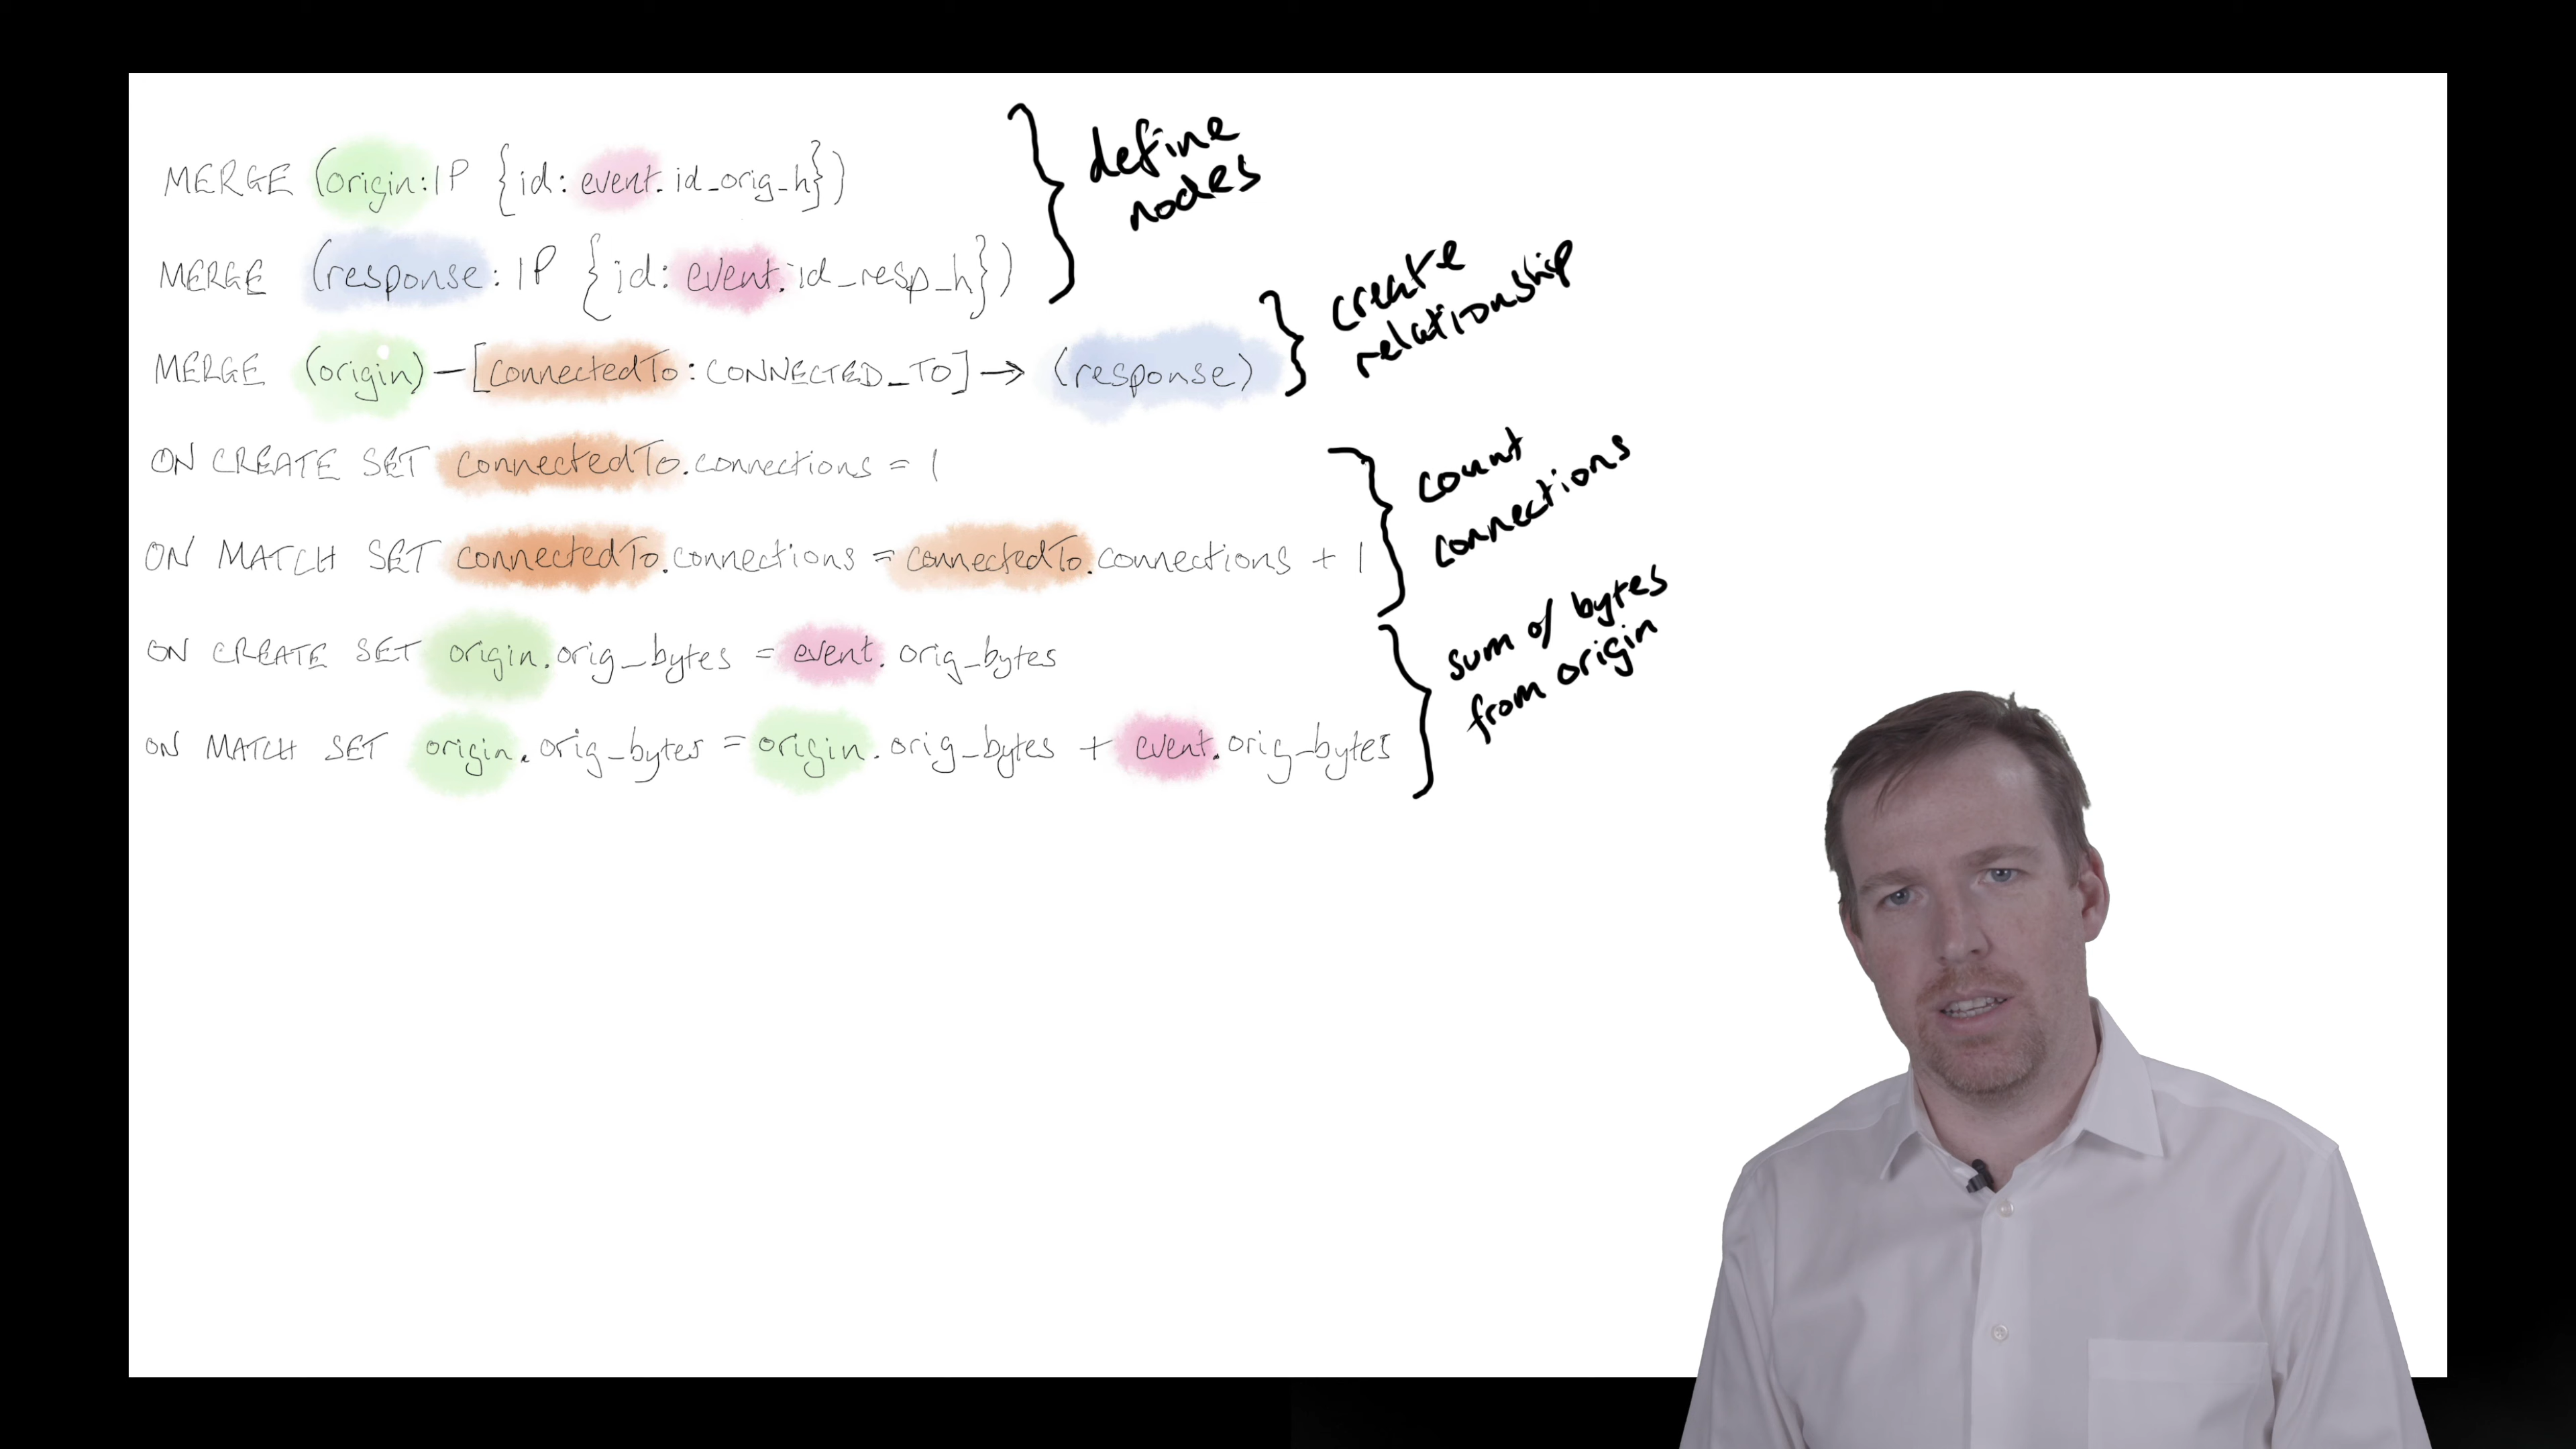 MERGE (origin:IP {id: event.id_orig_h})
MERGE (response: IP {id: event.id_resp_h})
define
nodes
MERGE (origin)-[connectedTo:CONNECTED_TO]→ (response)
create
relationship
ON CREATE SET connectedTo.connections = 1
ON MATCH SET connectedTo.connections = connectedTo.connections + 1
count
connections
ON CREATE SET origin.orig_bytes = event. orig_bytes
ON MATCH SET origin. orig_bytes = origin. orig_bytes + event.orig_bytes
sum of bytes
from origin